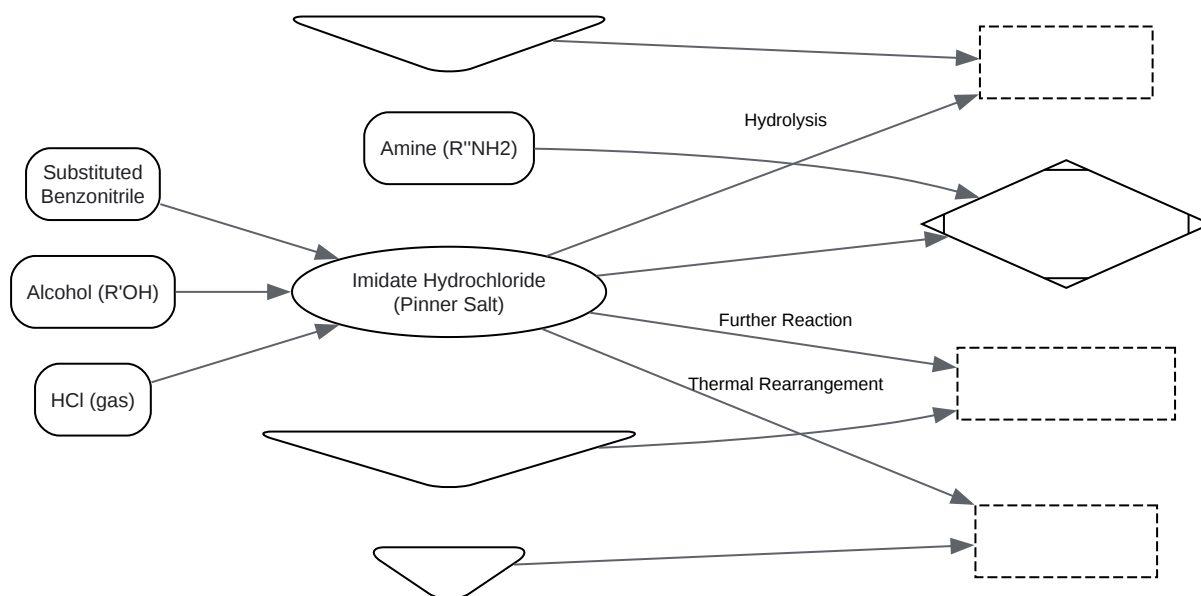 Hydrolysis
Amine (R"NH2)
Substituted
Benzonitrile
Imidate Hydrochloride
(Pinner Salt)
Alcohol (R'OH)
Further Reaction
Thermal Rearrangement
HCl (gas)